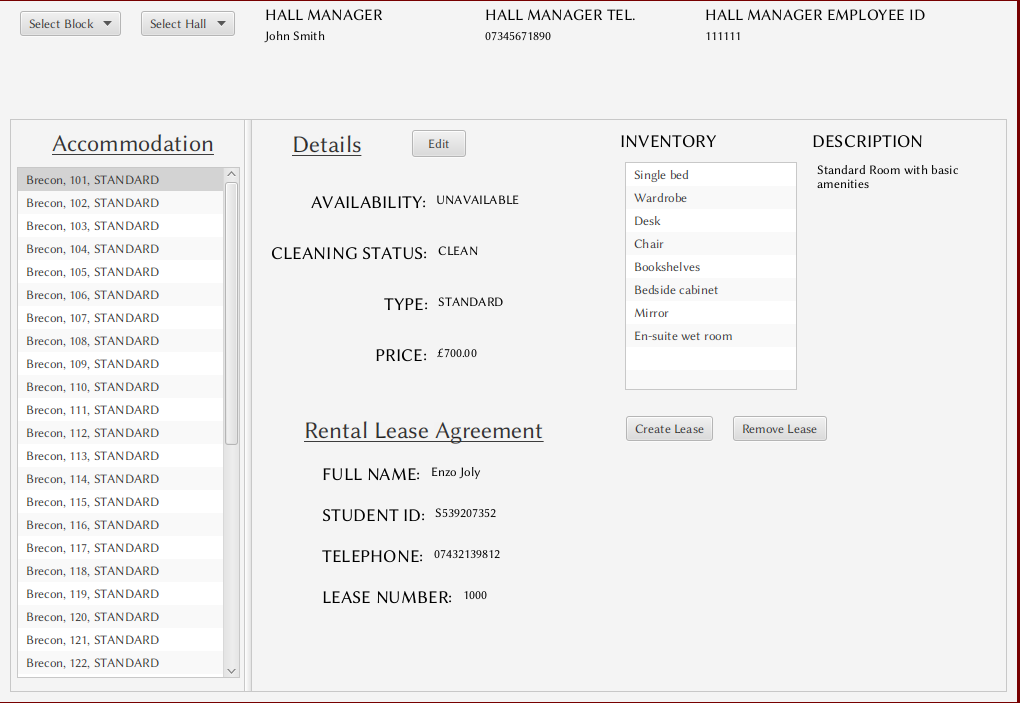 Select Block
Select Hall
HALL MANAGER
John Smith
HALL MANAGER TEL.
07345671890
HALL MANAGER EMPLOYEE ID
111111
Accommodation
Brecon, 101, STANDARD
Brecon, 102, STANDARD
Brecon, 103, STANDARD
Brecon, 104, STANDARD
Brecon, 105, STANDARD
Brecon, 106, STANDARD
Brecon, 107, STANDARD
Brecon, 108, STANDARD
Brecon, 109, STANDARD
Brecon, 110, STANDARD
Brecon, 111, STANDARD
Brecon, 112, STANDARD
Brecon, 113, STANDARD
Brecon, 114, STANDARD
Brecon, 115, STANDARD
Brecon, 116, STANDARD
Brecon, 117, STANDARD
Brecon, 118, STANDARD
Brecon, 119, STANDARD
Brecon, 120, STANDARD
Brecon, 121, STANDARD
Brecon, 122, STANDARD
Details
Edit
AVAILABILITY: UNAVAILABLE
CLEANING STATUS: CLEAN
TYPE: STANDARD
PRICE: £700.00
INVENTORY
Single bed
Wardrobe
Desk
Chair
Bookshelves
Bedside cabinet
Mirror
En-suite wet room
DESCRIPTION
Standard Room with basic
amenities
Rental Lease Agreement
Create Lease
Remove Lease
FULL NAME: Enzo Joly
STUDENT ID: S539207352
TELEPHONE: 07432139812
LEASE NUMBER: 1000